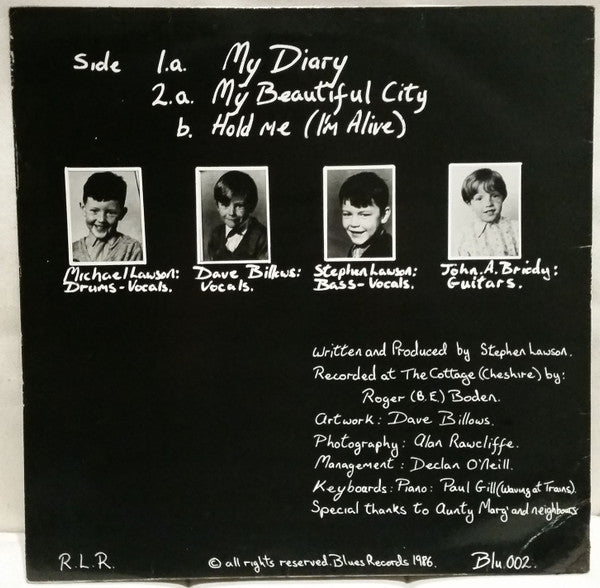 Side 1.a. My Diary
2.a. My Beautiful City
b. Hold me (I'm Alive)
Michael Lawson:
Drums-Vocals.
Dave Billows:
Vocals.
Stephen Lawson:
Bass-Vocals.
John.A.Briody:
Guitars.
Written and Produced by Stephen Lawson.
Recorded at The Cottage (Cheshire) by:
Roger (B.E.) Boden.
Artwork: Dave Billows.
Photography: Alan Rawcliffe.
Management: Declan O'Neill.
Keyboards: Piano: Paul Gill (Waving at Trains).
Special thanks to Aunty Marg' and neighbours
R.L.R. © all rights reserved. Blues Records 1986. Blu.002.